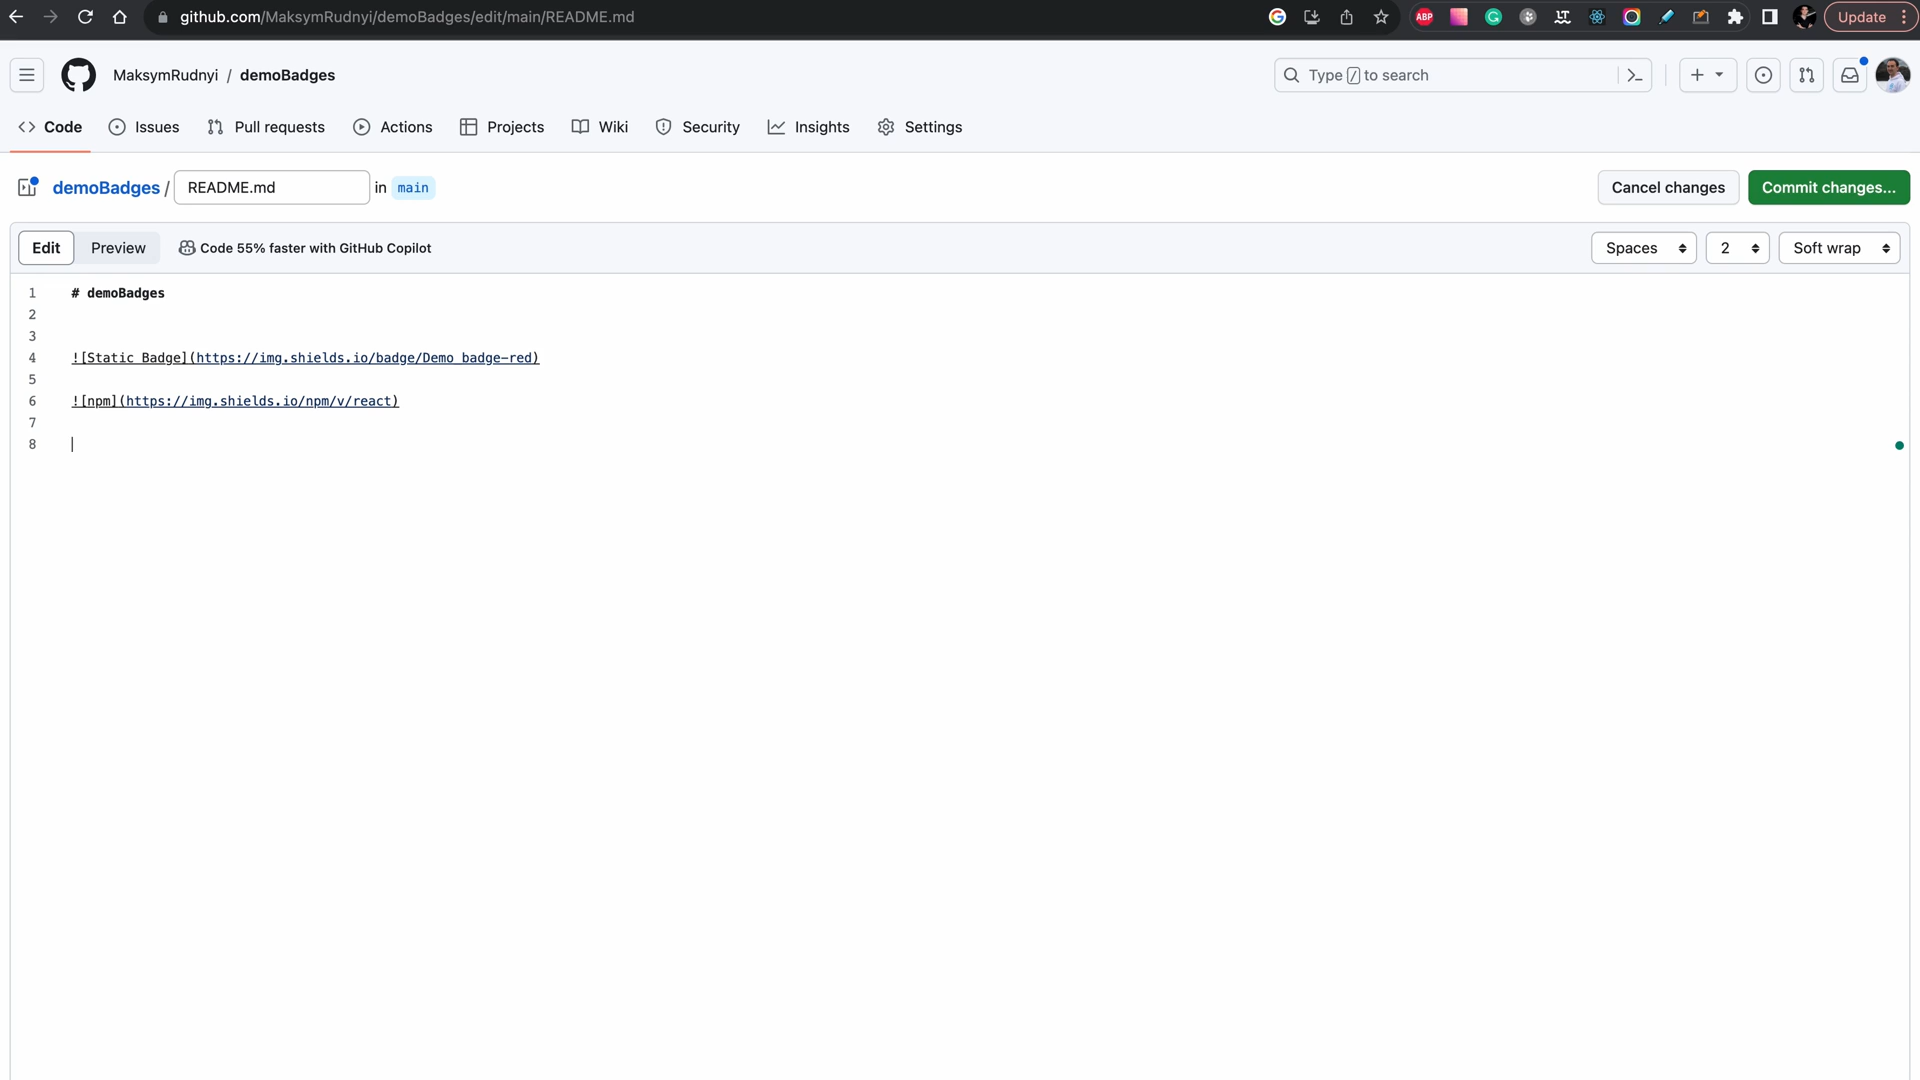 github.com/MaksymRudnyi/demoBadges/edit/main/README.md
ABP
Update
MaksymRudnyi / demoBadges
Type / to search
Code
Issues
Pull requests
Actions
Projects
Wiki
Security
Insights
Settings
demoBadges / README.md in main
Cancel changes
Commit changes...
Edit
Preview
Code 55% faster with GitHub Copilot
Spaces
2
Soft wrap
1 # demoBadges
2
3
4 ![Static Badge](https://img.shields.io/badge/Demo_badge-red)
5
6 ![npm](https://img.shields.io/npm/v/react)
7
8